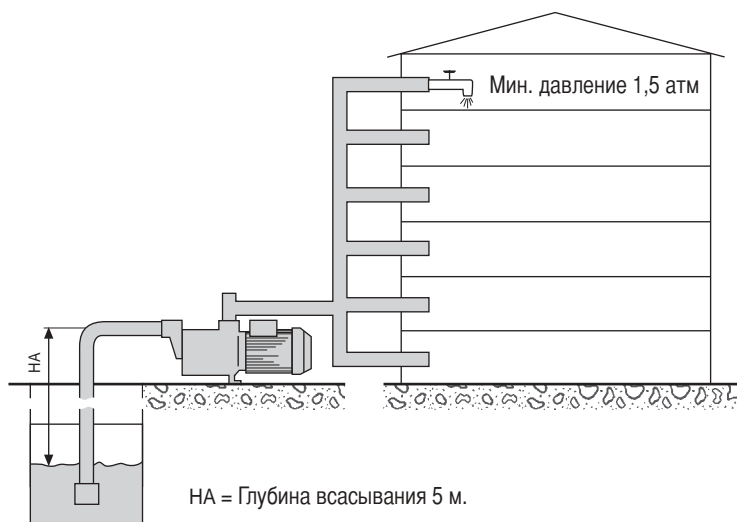 Мин. давление 1,5 атм
НА
НА = Глубина всасывания 5 м.